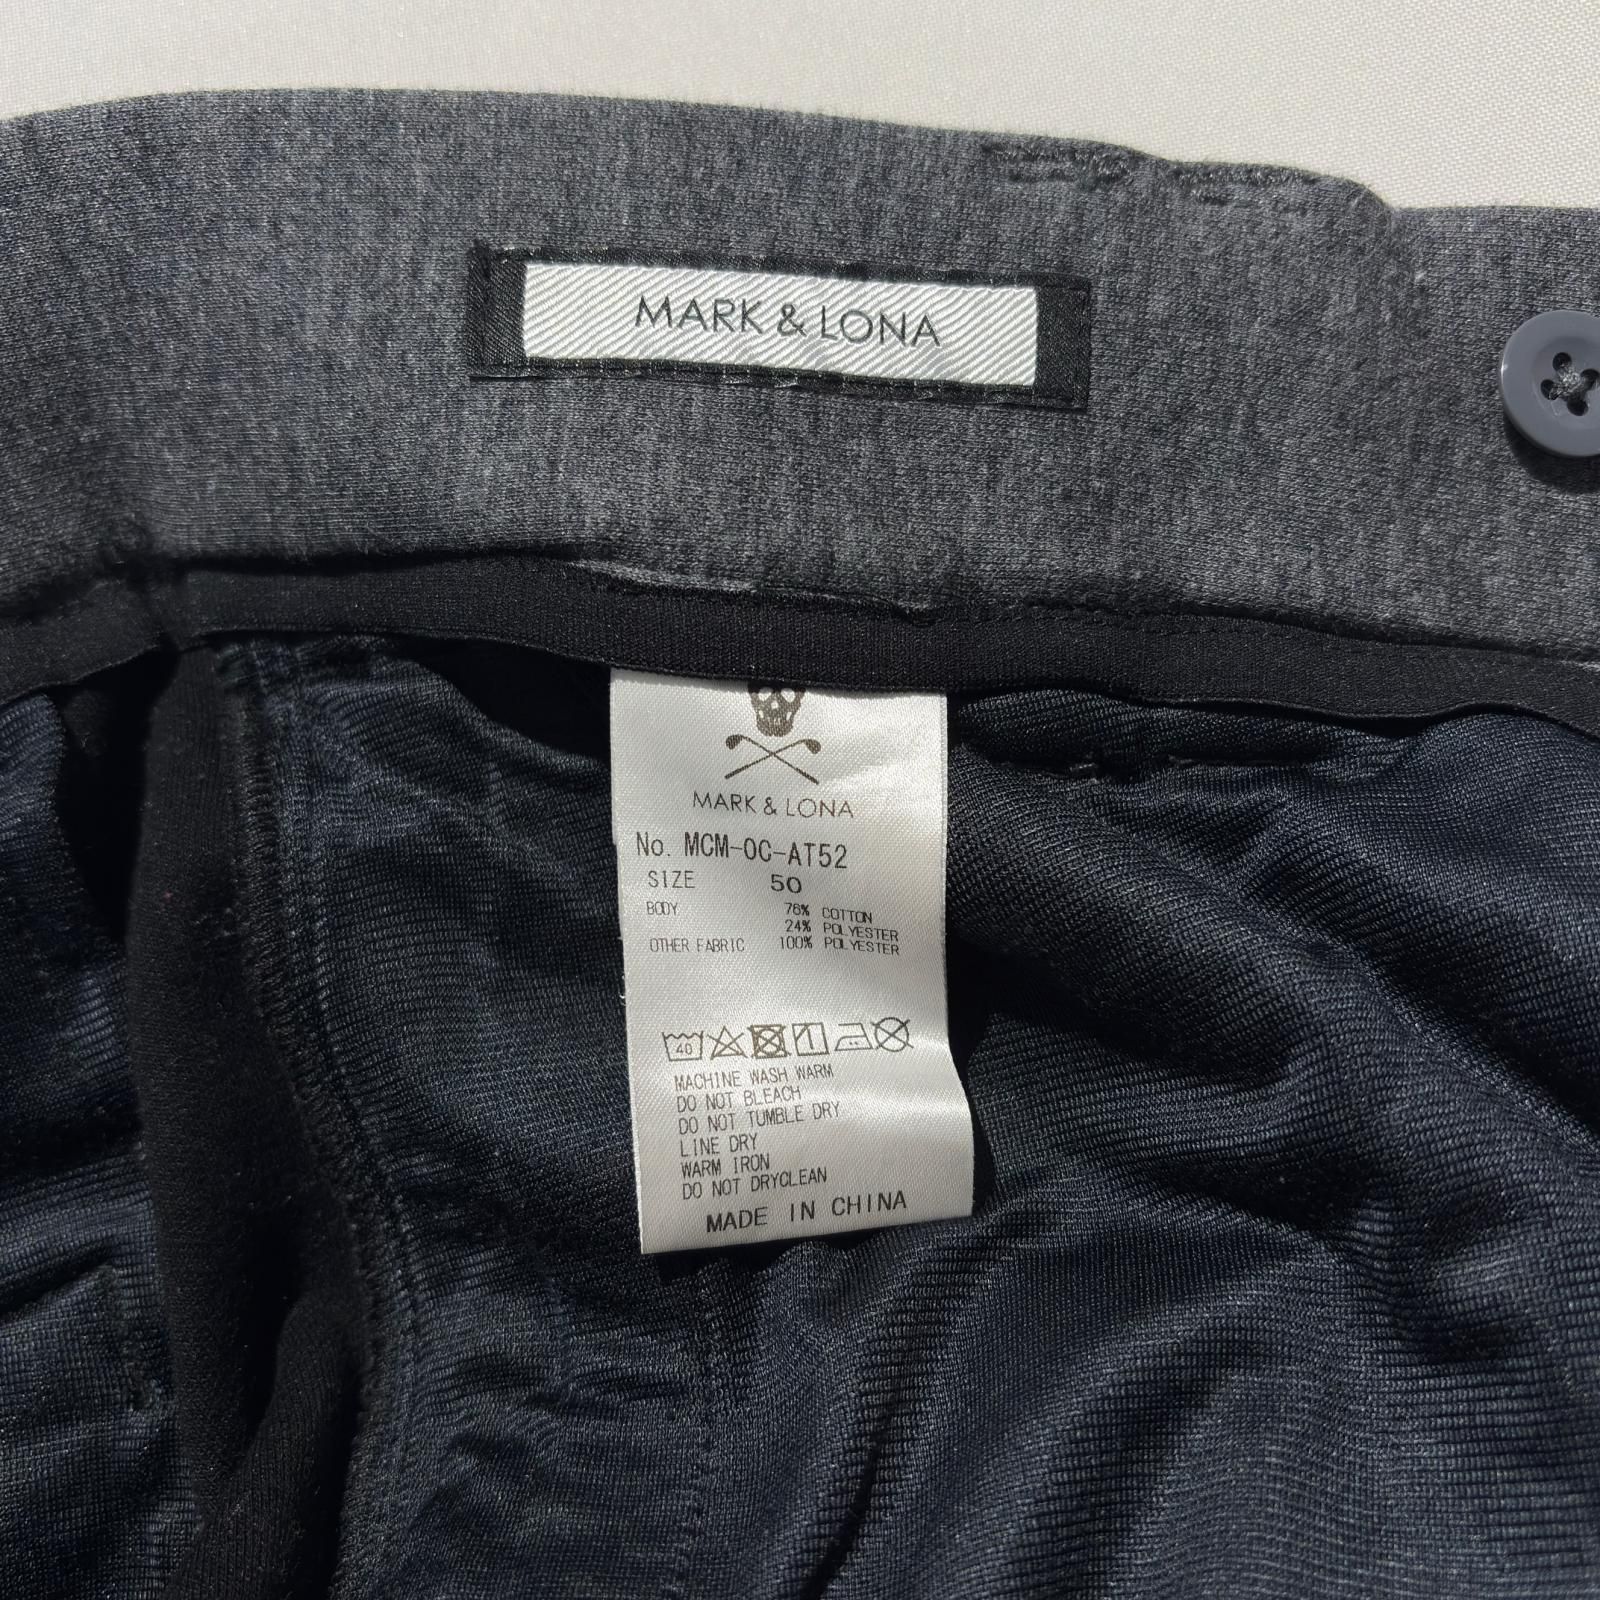 MARK & LONA
MARK & LONA
No. MCM-OC-AT52
SIZE 50
BODY 76% COTTON
24% POLYESTER
OTHER FABRIC 100% POLYESTER
40
MACHINE WASH WARM
DO NOT BLEACH
DO NOT TUMBLE DRY
LINE DRY
WARM IRON
DO NOT DRYCLEAN
MADE IN CHINA